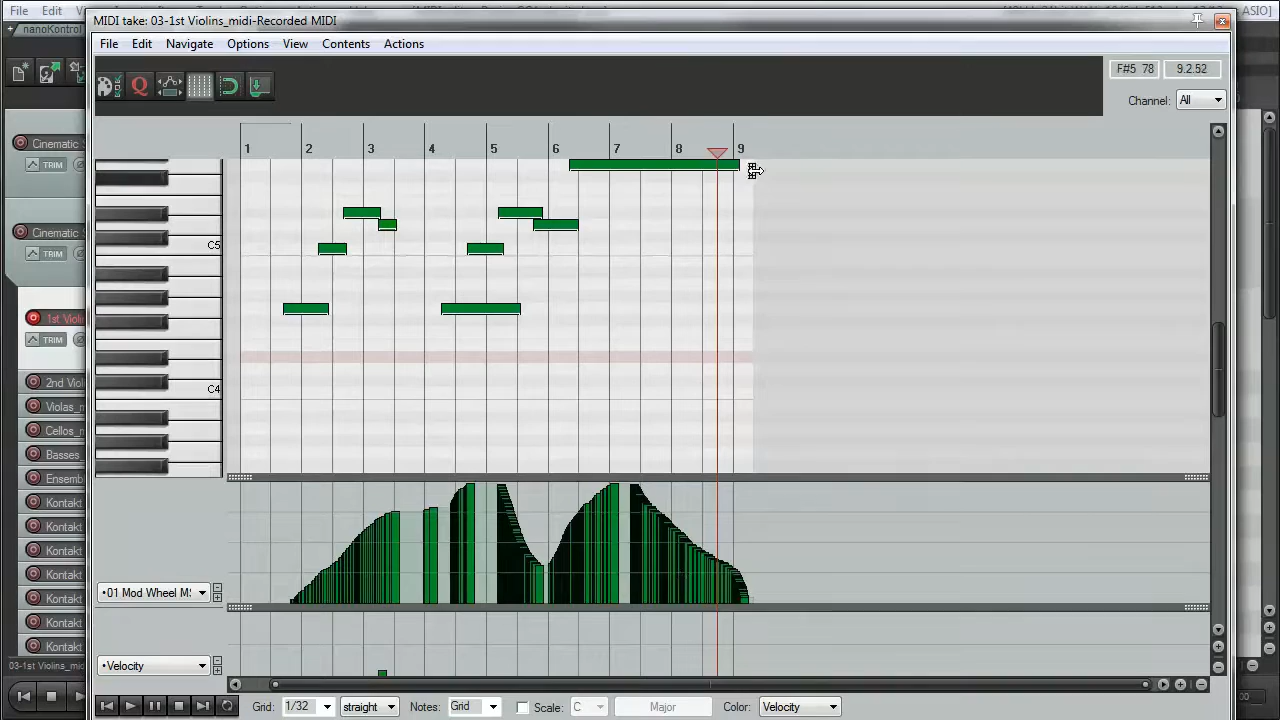 File Edit
MIDI take: 03-1st Violins_midi-Recorded MIDI
ASIO]
nanoKontrol
File Edit Navigate Options View Contents Actions
Q
F#5 78 9.2.52
Channel: All
1 2 3 4 5 6 7 8 9
Cinematic
TRIM
Cinematic
TRIM
C5
1st Violi
TRIM
2nd Viol
C4
Violas_m
Cellos_m
Basses_
Ensemb
Kontakt
Kontakt
Kontakt
Kontakt
Kontakt
Kontakt
Kontakt
•01 Mod Wheel MS
03-1st Violins_mid
•Velocity
Grid: 1/32 straight Notes: Grid Scale: C Major Color: Velocity